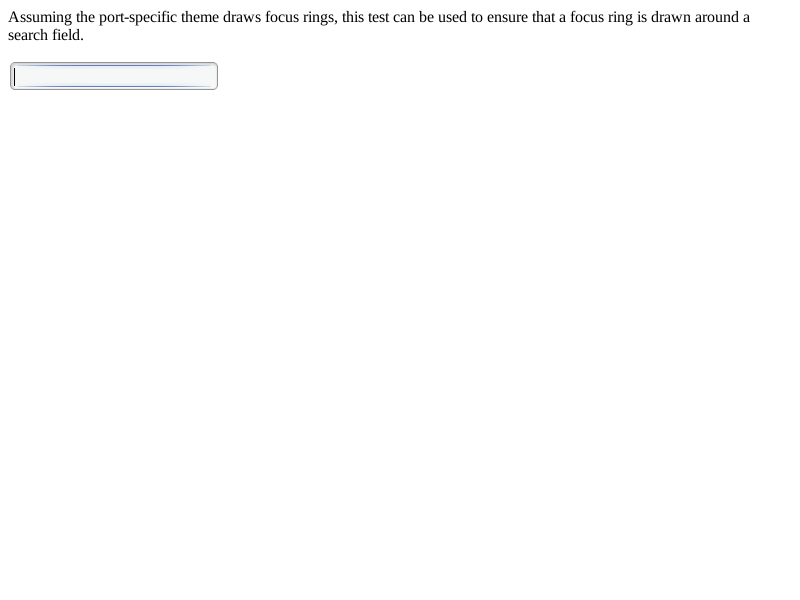 Assuming the port-specific theme draws focus rings, this test can be used to ensure that a focus ring is drawn around a
search field.